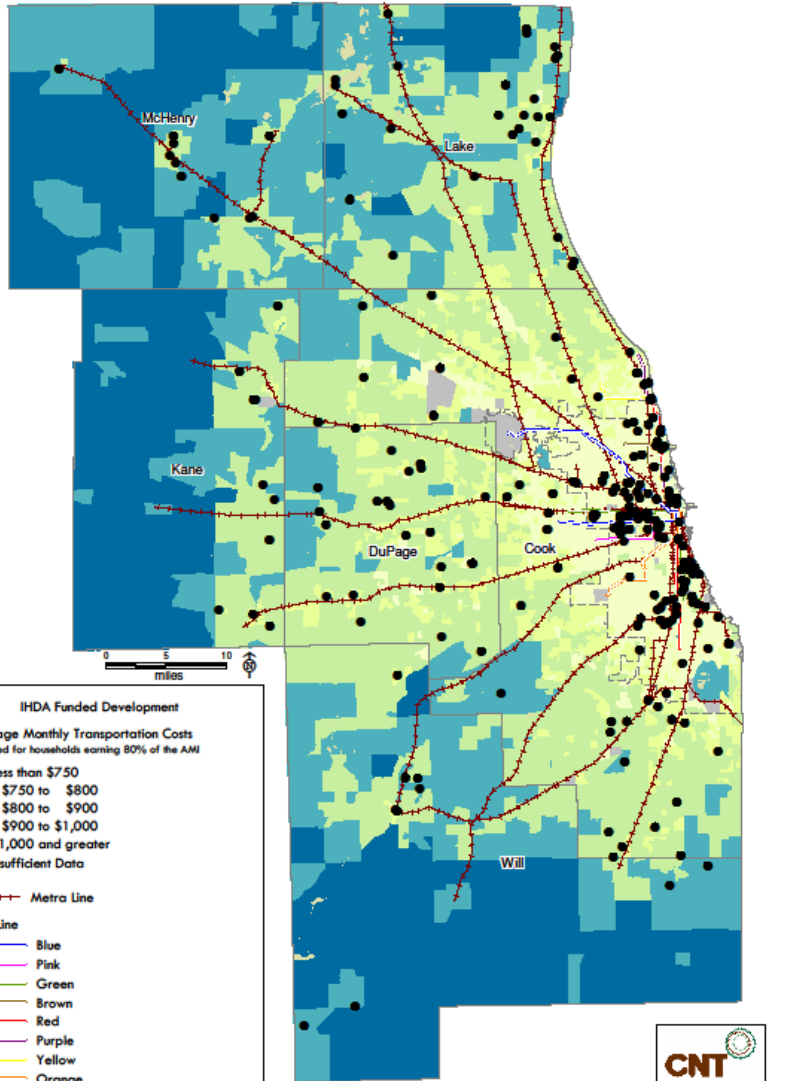 McHenry
Lake
Kane
DuPage
Cook
0 5 10
miles
N
IHDA Funded Development
age Monthly Transportation Costs
ed for households earning 80% of the AMI
ess than $750
$750 to $800
$800 to $900
$900 to $1,000
1,000 and greater
sufficient Data
Metra Line
ine
Blue
Pink
Green
Brown
Red
Purple
Yellow
Orange
Will
CNT